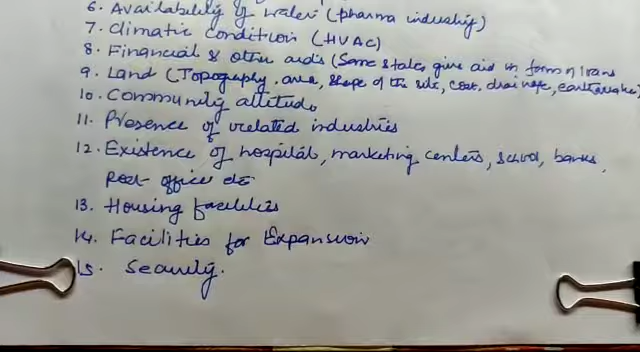 6. Availability of water (pharma industry)
7. Climatic Condition (HVAC)
8. Financial & other aids (Some states give aid in form of loans
9. Land (Topography, area, shape of the site, cost, drainage, earthquake)
10. Community attitude
11. Presence of related industries
12. Existence of hospital, marketing centers, school, banks,
Post office etc
13. Housing facilities
14. Facilities for Expansion
15. Security.